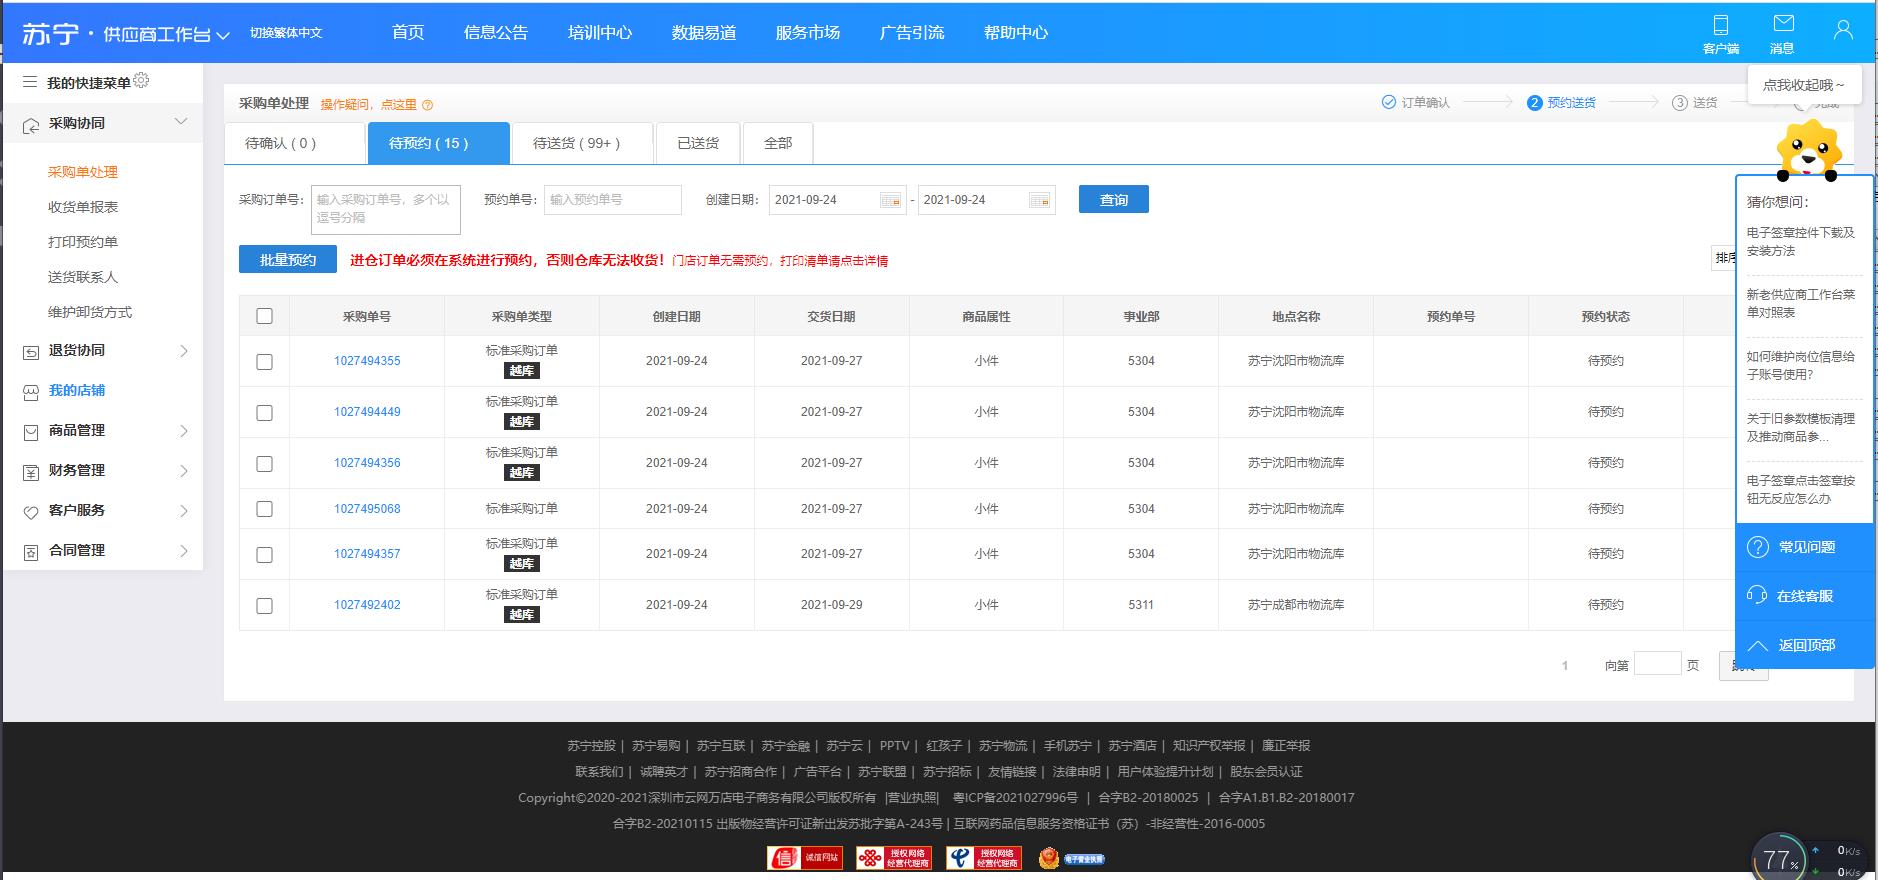 苏宁 · 供应商工作台 切换繁体中文 首页 信息公告 培训中心 数据易道 服务市场 广告引流 帮助中心 客户端 消息
点我收起哦~
我的快捷菜单
采购协同
采购单处理
收货单报表
打印预约单
送货联系人
维护卸货方式
退货协同
我的店铺
商品管理
财务管理
客户服务
合同管理
采购单处理 操作疑问，点这里 订单确认 2 预约送货 3 送货
待确认 ( 0 ) 待预约 ( 15 ) 待送货 ( 99+ ) 已送货 全部
采购订单号： 输入采购订单号，多个以
逗号分隔
预约单号： 输入预约单号 创建日期： 2021-09-24 - 2021-09-24 查询
批量预约 进仓订单必须在系统进行预约，否则仓库无法收货！门店订单无需预约，打印清单请点击详情 排序
采购单号 采购单类型 创建日期 交货日期 商品属性 事业部 地点名称 预约单号 预约状态
1027494355 标准采购订单 越库 2021-09-24 2021-09-27 小件 5304 苏宁沈阳市物流库 待预约
1027494449 标准采购订单 越库 2021-09-24 2021-09-27 小件 5304 苏宁沈阳市物流库 待预约
1027494356 标准采购订单 越库 2021-09-24 2021-09-27 小件 5304 苏宁沈阳市物流库 待预约
1027495068 标准采购订单 2021-09-24 2021-09-27 小件 5304 苏宁沈阳市物流库 待预约
1027494357 标准采购订单 越库 2021-09-24 2021-09-27 小件 5304 苏宁沈阳市物流库 待预约
1027492402 标准采购订单 越库 2021-09-24 2021-09-29 小件 5311 苏宁成都市物流库 待预约
1 向第 页
猜你想问：
电子签章控件下载及
安装方法
新老供应商工作台菜
单对照表
如何维护岗位信息给
子账号使用?
关于旧参数模板清理
及推动商品参...
电子签章点击签章按
钮无反应怎么办
常见问题
在线客服
返回顶部
苏宁控股 | 苏宁易购 | 苏宁互联 | 苏宁金融 | 苏宁云 | PPTV | 红孩子 | 苏宁物流 | 手机苏宁 | 苏宁酒店 | 知识产权举报 | 廉正举报
联系我们 | 诚聘英才 | 苏宁招商合作 | 广告平台 | 苏宁联盟 | 苏宁招标 | 友情链接 | 法律申明 | 用户体验提升计划 | 股东会员认证
Copyright©2020-2021深圳市云网万店电子商务有限公司版权所有 |营业执照| 粤ICP备2021027996号 | 合字B2-20180025 | 合字A1.B1.B2-20180017
合字B2-20210115 出版物经营许可证新出发苏批字第A-243号 | 互联网药品信息服务资格证书（苏）-非经营性-2016-0005
信 诚信网站 授权网络
经营代理商 授权网络
经营代理商 电子营业执照
77% 0K/s
0K/s